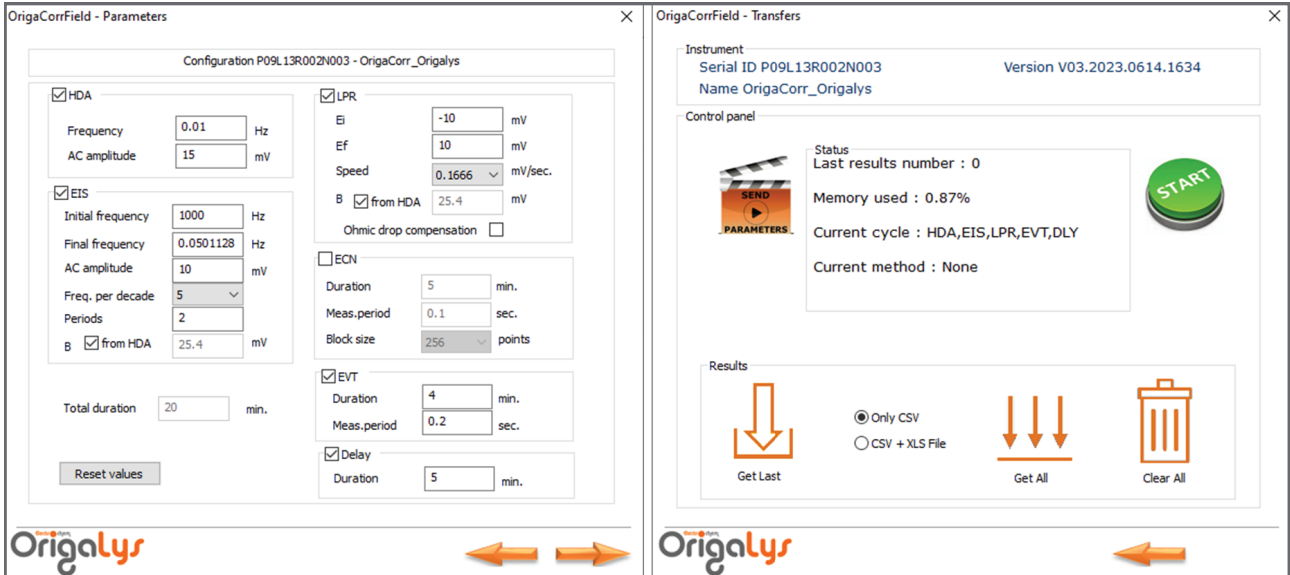 OrigaCorrField - Parameters
Configuration P09L13R002N003 - OrigaCorr_Origalys
HDA
Frequency 0.01 Hz
AC amplitude 15 mV
EIS
Initial frequency 1000 Hz
Final frequency 0.0501128 Hz
AC amplitude 10 mV
Freq. per decade 5
Periods 2
B from HDA 25.4 mV
Total duration 20 min.
Reset values
LPR
Ei -10 mV
Ef 10 mV
Speed 0.1666 mV/sec.
B from HDA 25.4 mV
Ohmic drop compensation
ECN
Duration 5 min.
Meas.period 0.1 sec.
Block size 256 points
EVT
Duration 4 min.
Meas.period 0.2 sec.
Delay
Duration 5 min.
Origalys
OrigaCorrField - Transfers
Instrument
Serial ID P09L13R002N003 Version V03.2023.0614.1634
Name OrigaCorr_Origalys
Control panel
SEND
PARAMETERS
Status
Last results number : 0
Memory used : 0.87%
Current cycle : HDA,EIS,LPR,EVT,DLY
Current method : None
START
Results
Get Last
Only CSV
CSV + XLS File
Get All
Clear All
Origalys